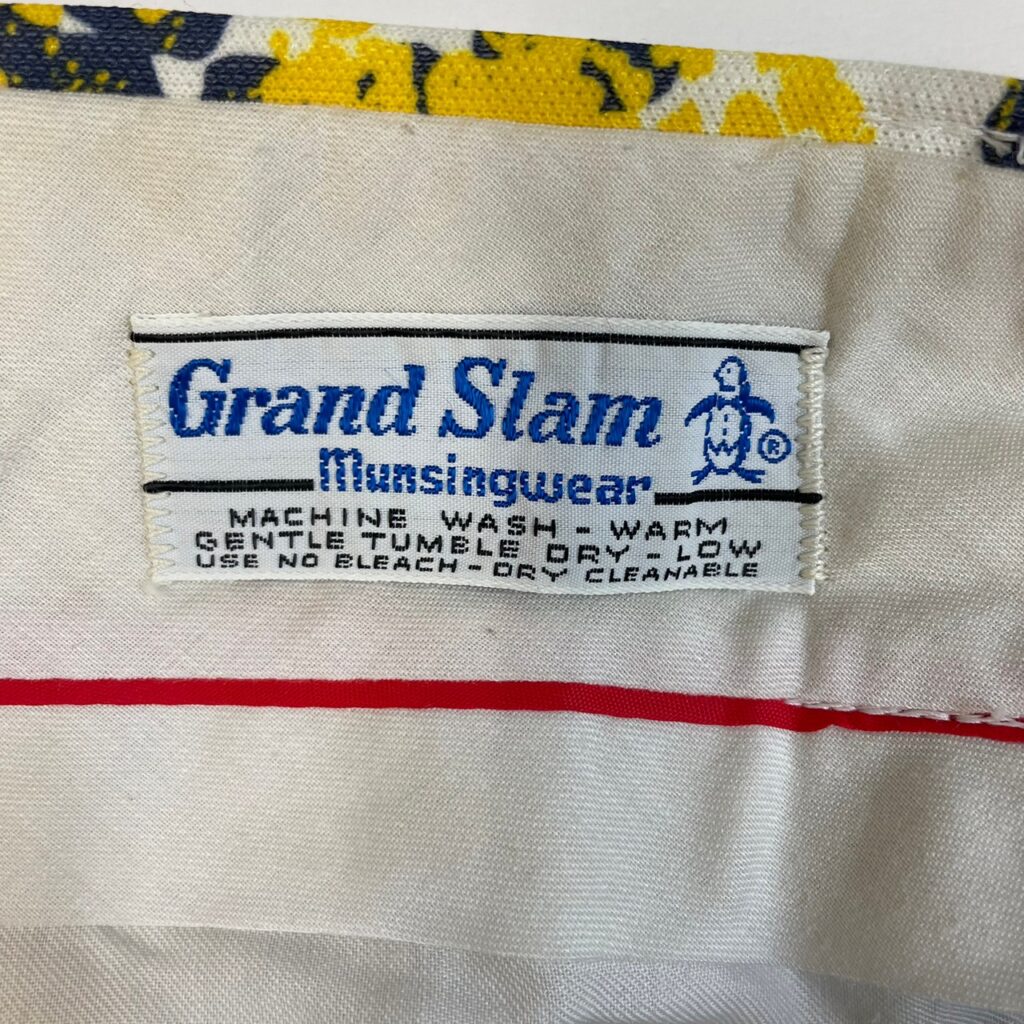 Grand Slam
®
Munsingwear
MACHINE WASH - WARM
GENTLE TUMBLE DRY - LOW
USE NO BLEACH - DRY CLEANABLE